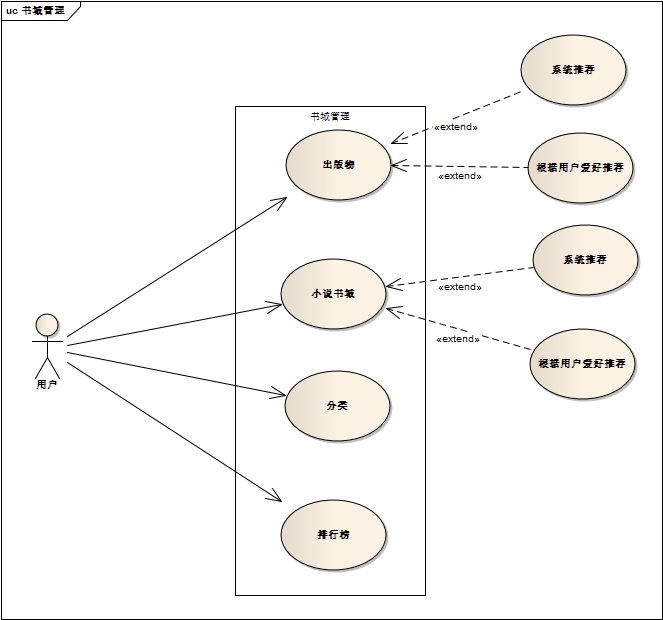 uc 书城管理
系统推荐
书城管理
«extend»
出版物
根据用户爱好推荐
«extend»
系统推荐
小说书城
«extend»
«extend»
根据用户爱好推荐
用户
分类
排行榜